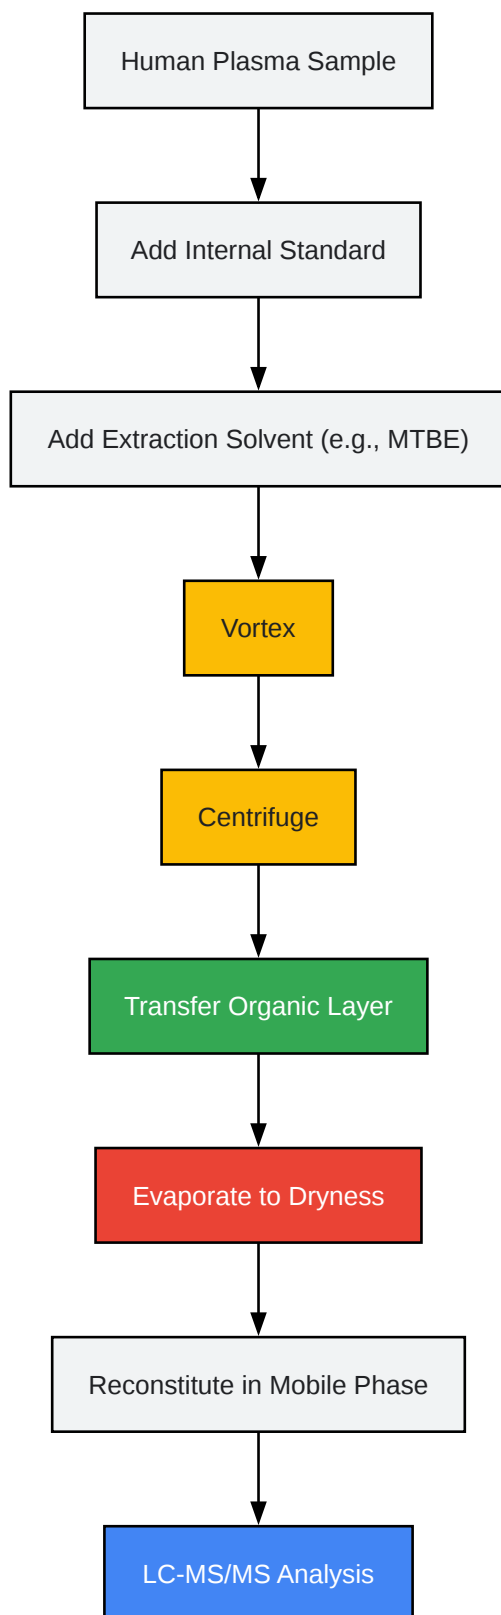 Human Plasma Sample
Add Internal Standard
Add Extraction Solvent (e.g., MTBE)
Vortex
Centrifuge
Transfer Organic Layer
Evaporate to Dryness
Reconstitute in Mobile Phase
LC-MS/MS Analysis